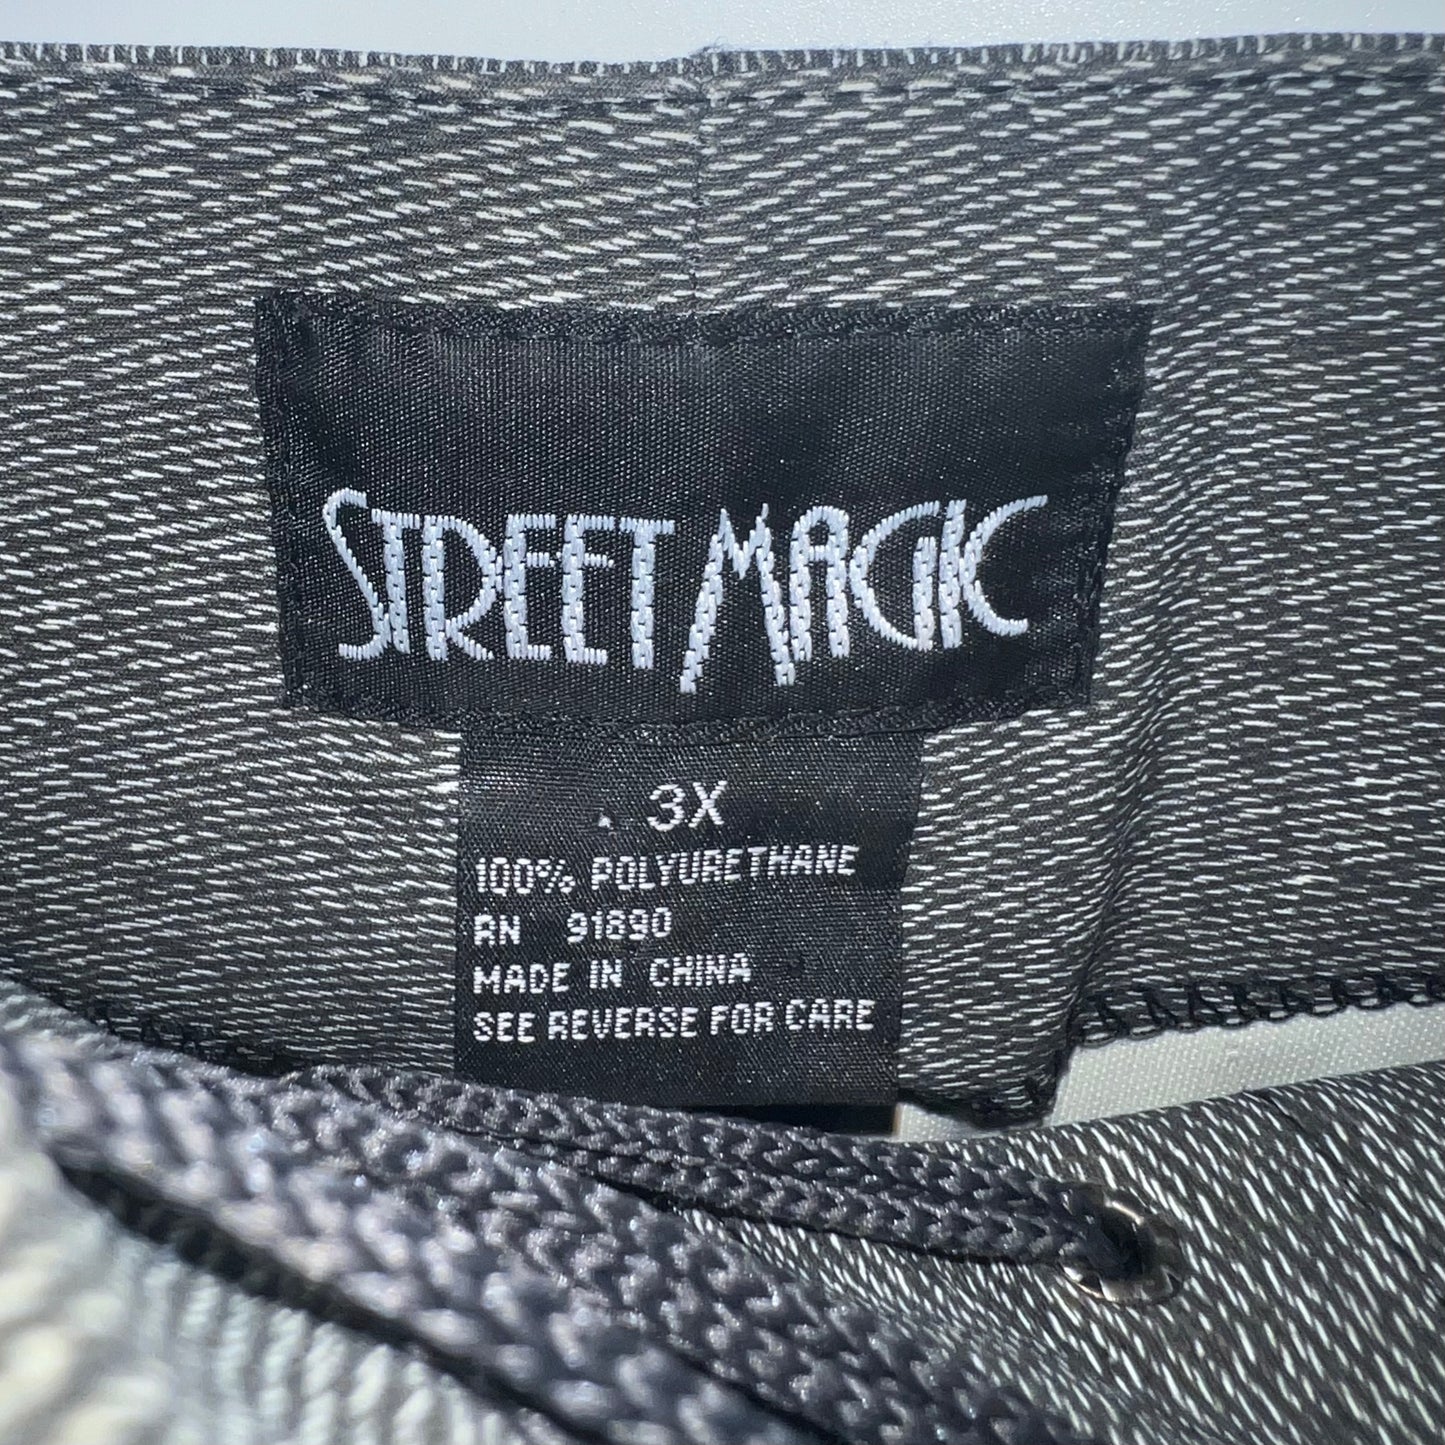 STREET MAGIC
3X
100% POLYURETHANE
RN 91890
MADE IN CHINA
SEE REVERSE FOR CARE